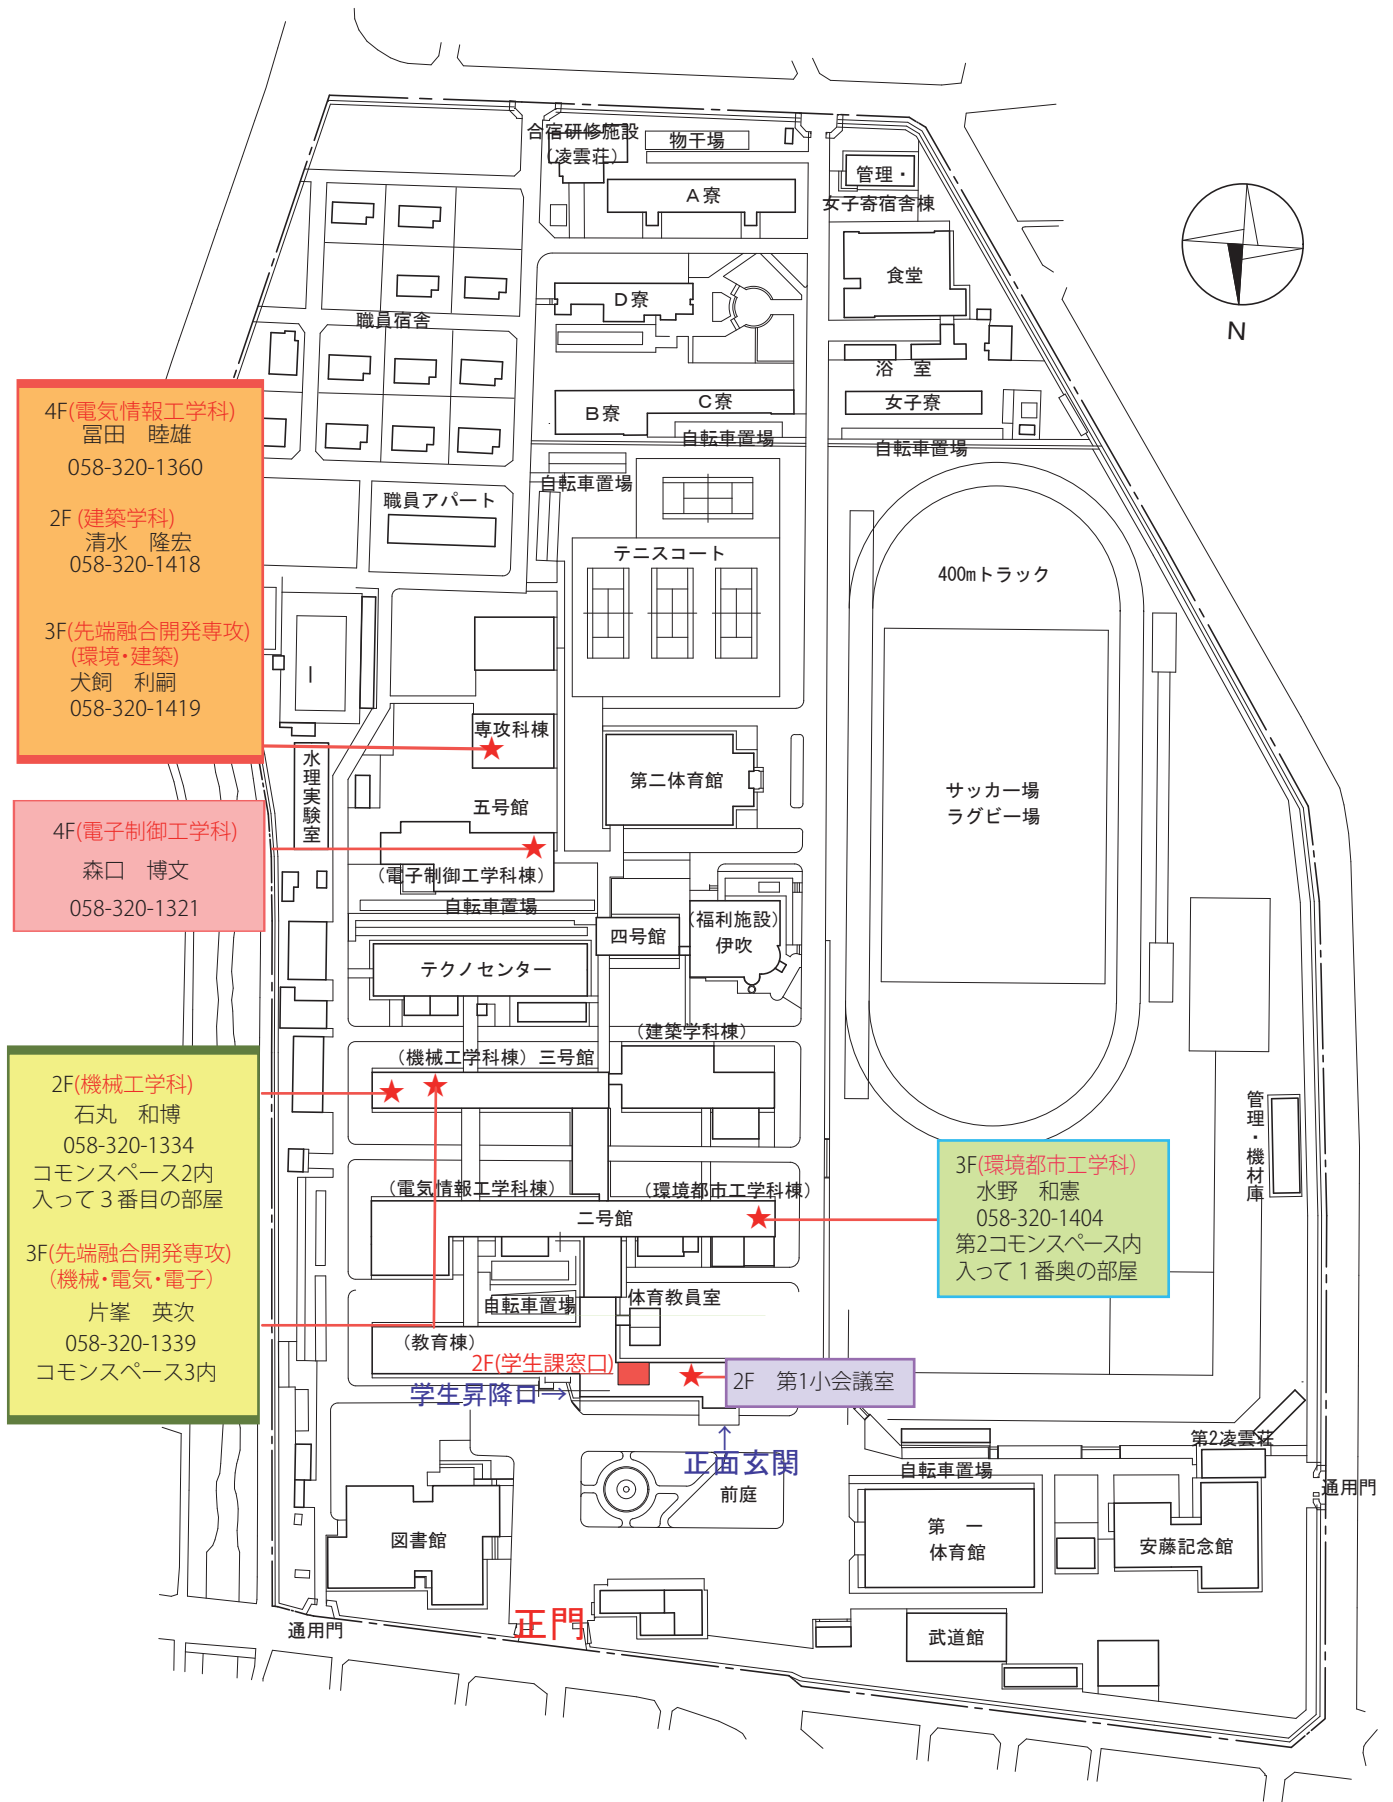 合宿研修施設
（凌雲荘）
物干場
A寮
管理・
女子寄宿舎棟
食堂
D寮
職員宿舎
N
浴　室
B寮
C寮
女子寮
自転車置場
自転車置場
自転車置場
職員アパート
テニスコート
400mトラック
4F(電気情報工学科)
冨田　睦雄
058-320-1360
2F (建築学科)
清水　隆宏
058-320-1418
3F(先端融合開発専攻)
(環境・建築)
犬飼　利嗣
058-320-1419
専攻科棟
水理実験室
第二体育館
サッカー場
ラグビー場
五号館
4F(電子制御工学科)
森口　博文
058-320-1321
（電子制御工学科棟）
自転車置場
四号館
（福利施設）
伊吹
テクノセンター
（建築学科棟）
（機械工学科棟）三号館
2F(機械工学科)
石丸　和博
058-320-1334
コモンスペース2内
入って３番目の部屋
3F(先端融合開発専攻)
（機械・電気・電子）
片峯　英次
058-320-1339
コモンスペース3内
管理・機材庫
（電気情報工学科棟）
（環境都市工学科棟）
二号館
3F(環境都市工学科)
水野　和憲
058-320-1404
第2コモンスペース内
入って１番奥の部屋
自転車置場
体育教員室
（教育棟）
2F(学生課窓口)
2F　第1小会議室
学生昇降口→
↑
正面玄関
前庭
自転車置場
第2凌雲荘
通用門
図書館
第　一
体育館
安藤記念館
正門
通用門
武道館